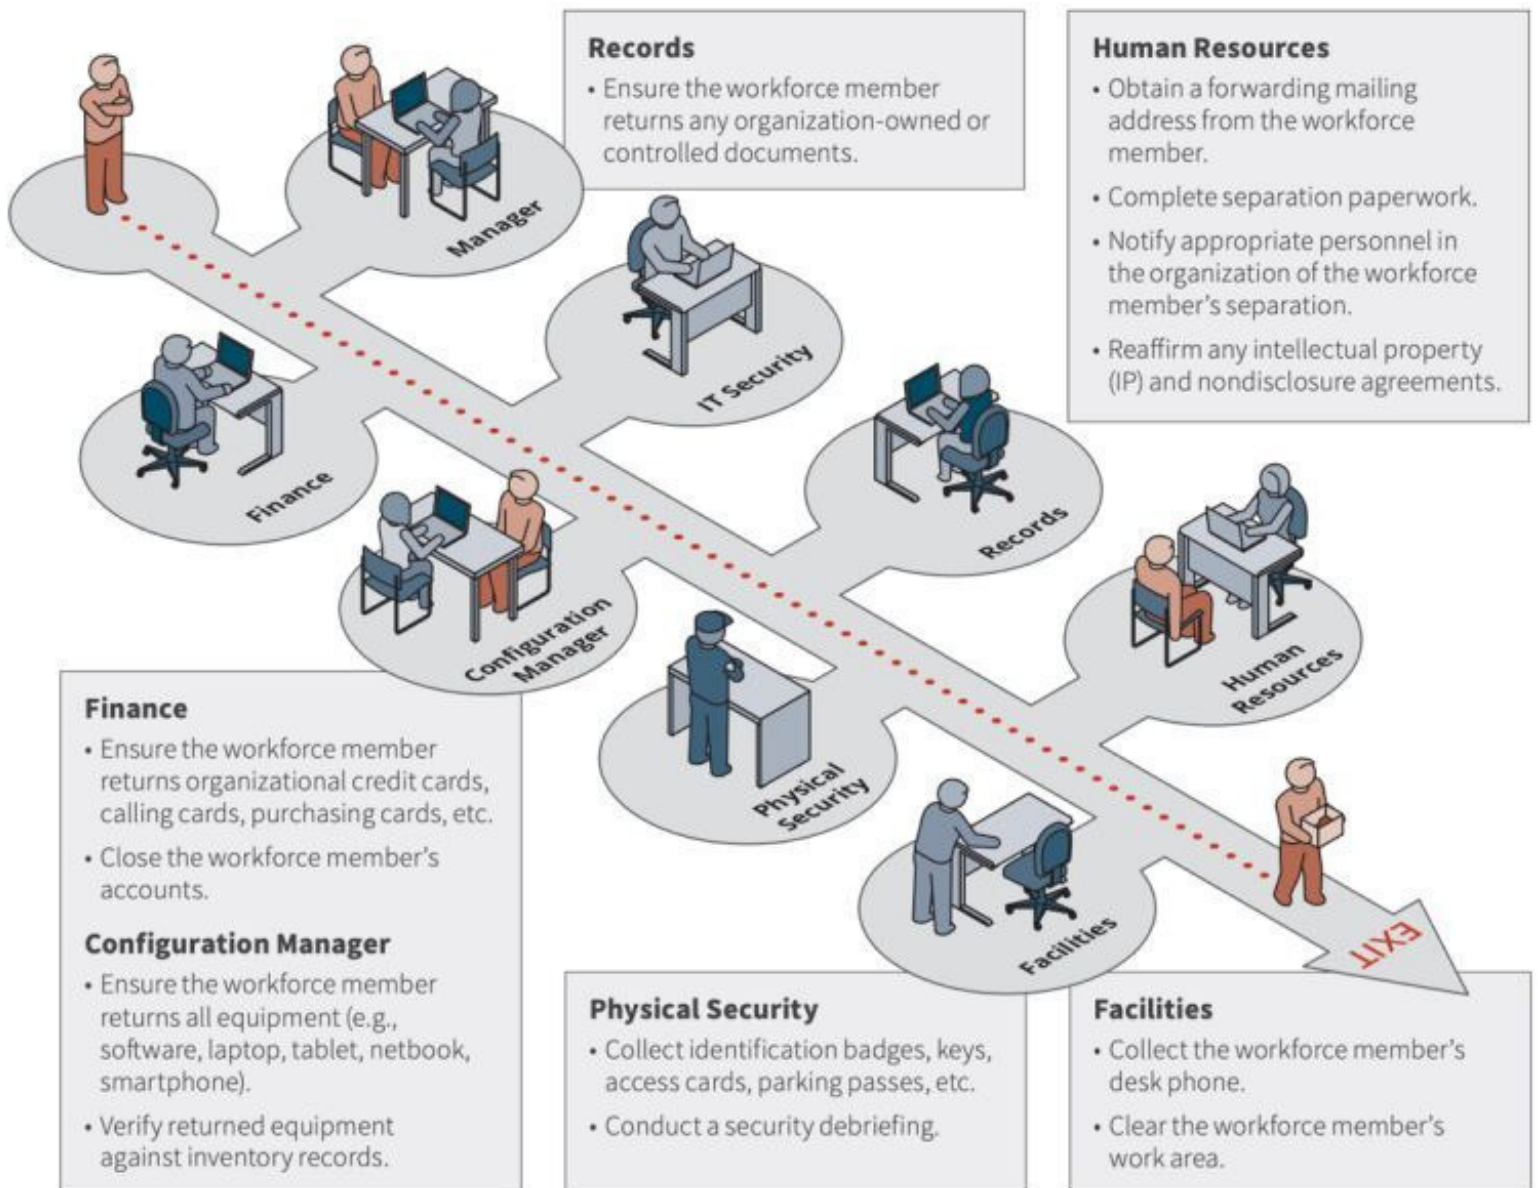 Records
• Ensure the workforce member
returns any organization-owned or
controlled documents.
Human Resources
• Obtain a forwarding mailing
address from the workforce
member.
• Complete separation paperwork.
• Notify appropriate personnel in
the organization of the workforce
member's separation.
• Reaffirm any intellectual property
(IP) and nondisclosure agreements.
Manager
IT Security
Finance
Records
Configuration
Manager
Human
Resources
Physical
Security
Facilities
EXIT
Finance
• Ensure the workforce member
returns organizational credit cards,
calling cards, purchasing cards, etc.
• Close the workforce member's
accounts.
Configuration Manager
• Ensure the workforce member
returns all equipment (e.g.,
software, laptop, tablet, netbook,
smartphone).
• Verify returned equipment
against inventory records.
Physical Security
• Collect identification badges, keys,
access cards, parking passes, etc.
• Conduct a security debriefing.
Facilities
• Collect the workforce member's
desk phone.
• Clear the workforce member's
work area.